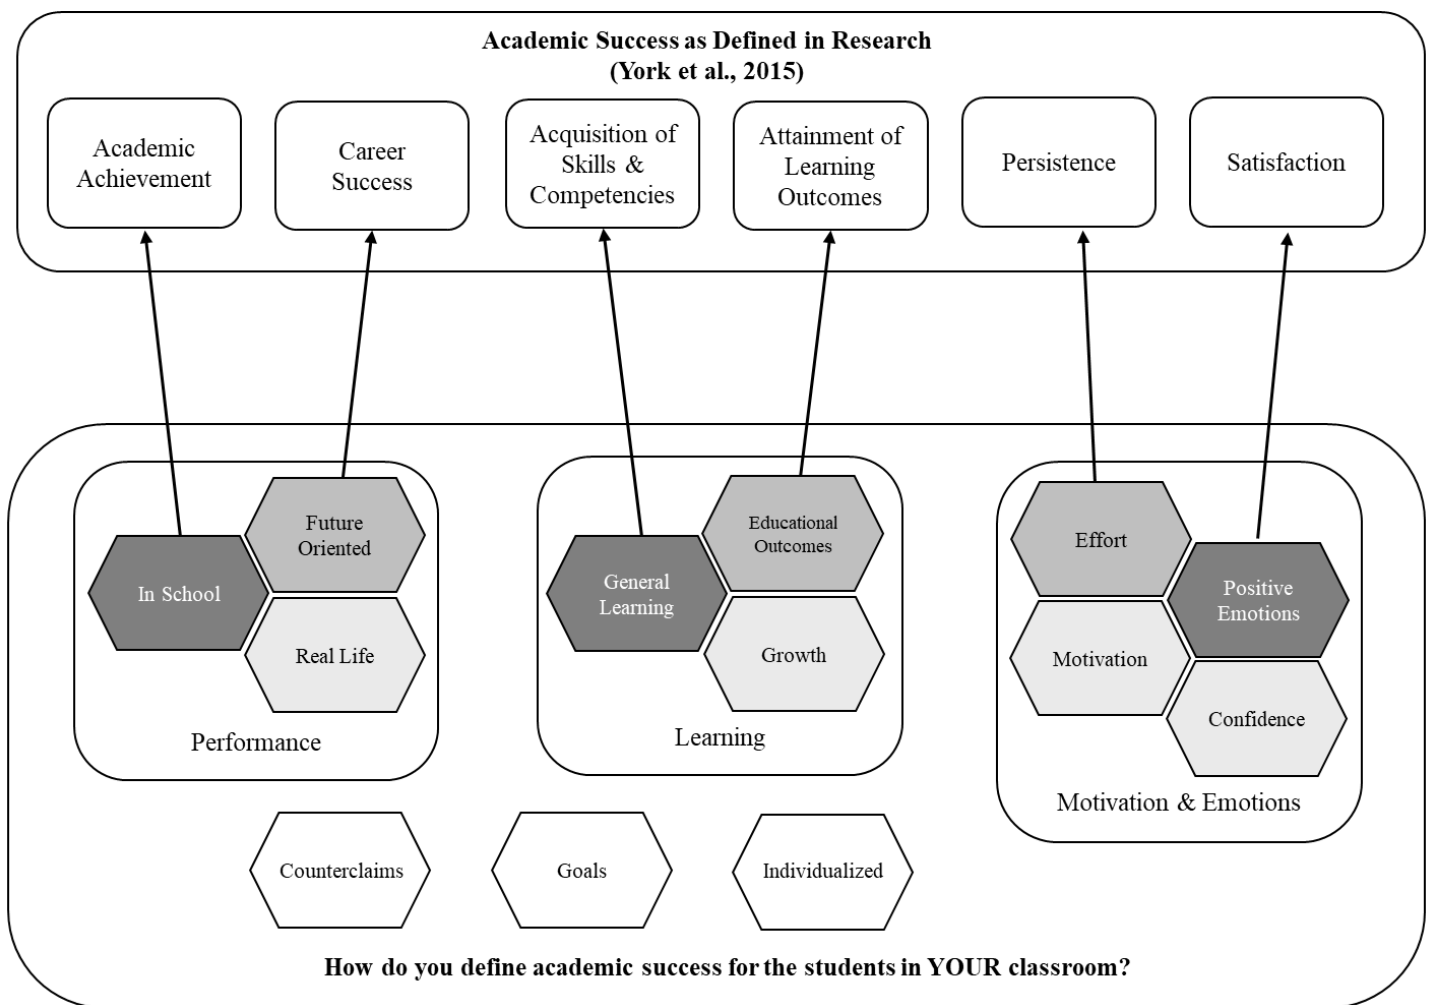 Academic Success as Defined in Research
(York et al., 2015)
Academic
Achievement
Career
Success
Acquisition of
Skills &
Competencies
Attainment of
Learning
Outcomes
Persistence
Satisfaction
In School
Future
Oriented
Real Life
Performance
General
Learning
Educational
Outcomes
Growth
Learning
Effort
Positive
Emotions
Motivation
Confidence
Motivation & Emotions
Counterclaims
Goals
Individualized
How do you define academic success for the students in YOUR classroom?